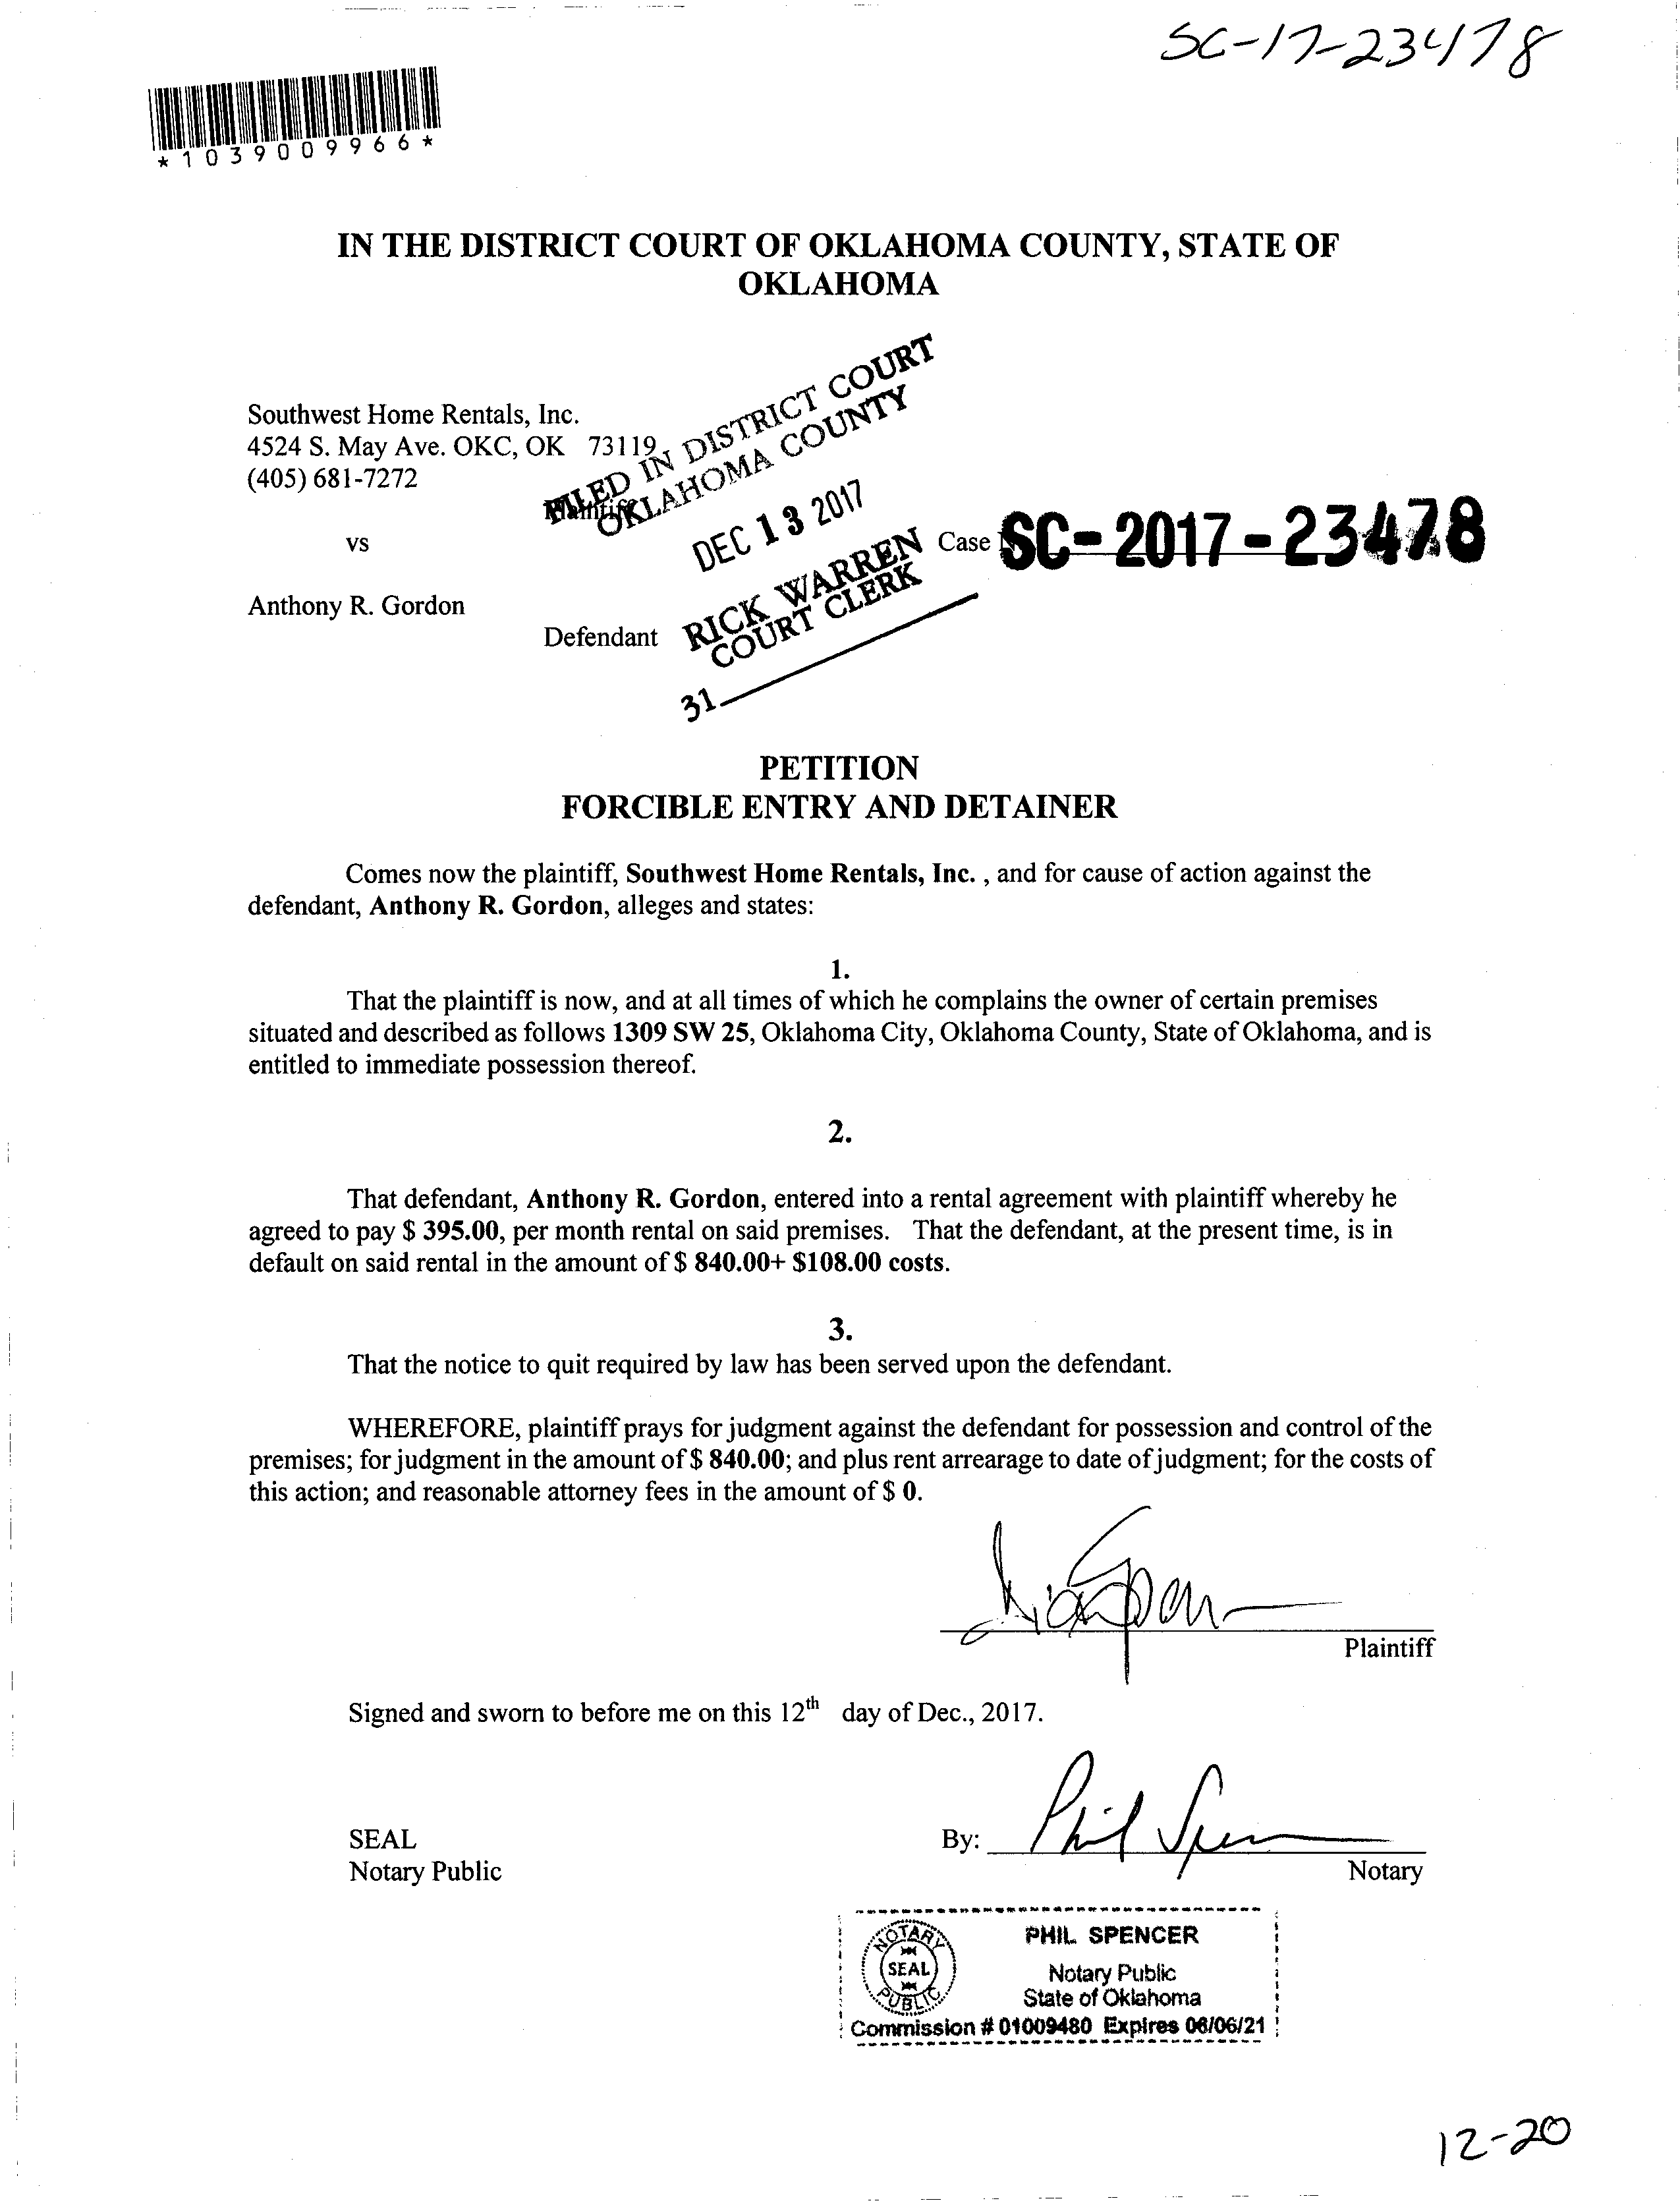 SC-17-23478
*1039009966*
IN THE DISTRICT COURT OF OKLAHOMA COUNTY, STATE OF
OKLAHOMA
Southwest Home Rentals, Inc.
4524 S. May Ave. OKC, OK 73119
(405) 681-7272
Plaintiff
FILED IN DISTRICT COURT
OKLAHOMA COUNTY
DEC 13 2017
RICK WARREN
COURT CLERK
31
vs
Case
SC-2017-23478
Anthony R. Gordon
Defendant
PETITION
FORCIBLE ENTRY AND DETAINER
Comes now the plaintiff, Southwest Home Rentals, Inc. , and for cause of action against the
defendant, Anthony R. Gordon, alleges and states:
1.
That the plaintiff is now, and at all times of which he complains the owner of certain premises
situated and described as follows 1309 SW 25, Oklahoma City, Oklahoma County, State of Oklahoma, and is
entitled to immediate possession thereof.
2.
That defendant, Anthony R. Gordon, entered into a rental agreement with plaintiff whereby he
agreed to pay $ 395.00, per month rental on said premises. That the defendant, at the present time, is in
default on said rental in the amount of $ 840.00+ $108.00 costs.
3.
That the notice to quit required by law has been served upon the defendant.
WHEREFORE, plaintiff prays for judgment against the defendant for possession and control of the
premises; for judgment in the amount of $ 840.00; and plus rent arrearage to date of judgment; for the costs of
this action; and reasonable attorney fees in the amount of $ 0.
Plaintiff
Signed and sworn to before me on this 12th day of Dec., 2017.
SEAL
Notary Public
By: Phil Spencer
Notary
NOTARY
SEAL
PUBLIC
PHIL SPENCER
Notary Public
State of Oklahoma
Commission # 01009480 Expires 06/06/21
12-20